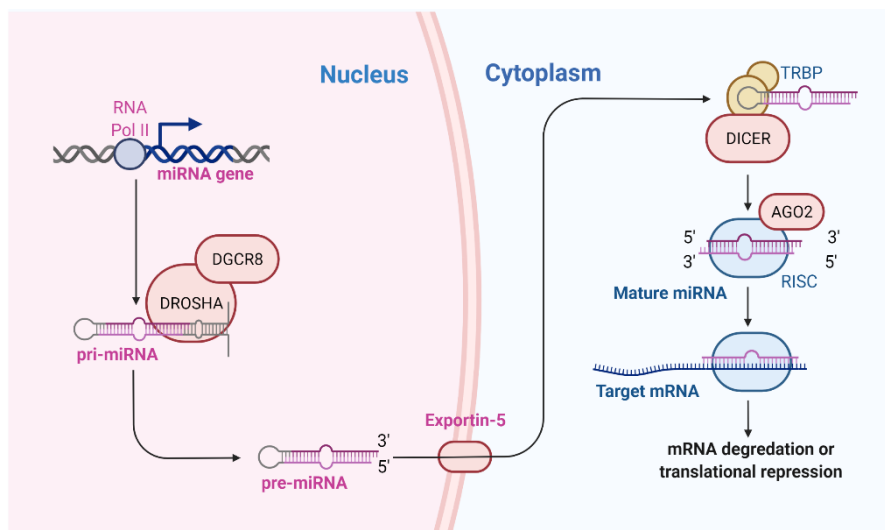 Nucleus
Cytoplasm
RNA
Pol II
miRNA gene
DGCR8
DROSHA
pri-miRNA
3'
5'
pre-miRNA
Exportin-5
TRBP
DICER
AGO2
5'
3'
3'
5'
RISC
Mature miRNA
Target mRNA
mRNA degredation or
translational repression